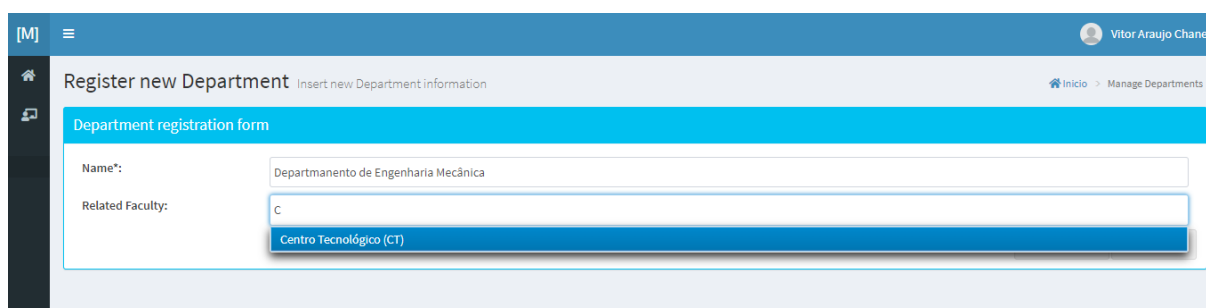 [M]
Vitor Araujo Chane
Register new Department Insert new Department information
Inicio > Manage Departments
Department registration form
Name*:
Departmanento de Engenharia Mecânica
Related Faculty:
C
Centro Tecnológico (CT)